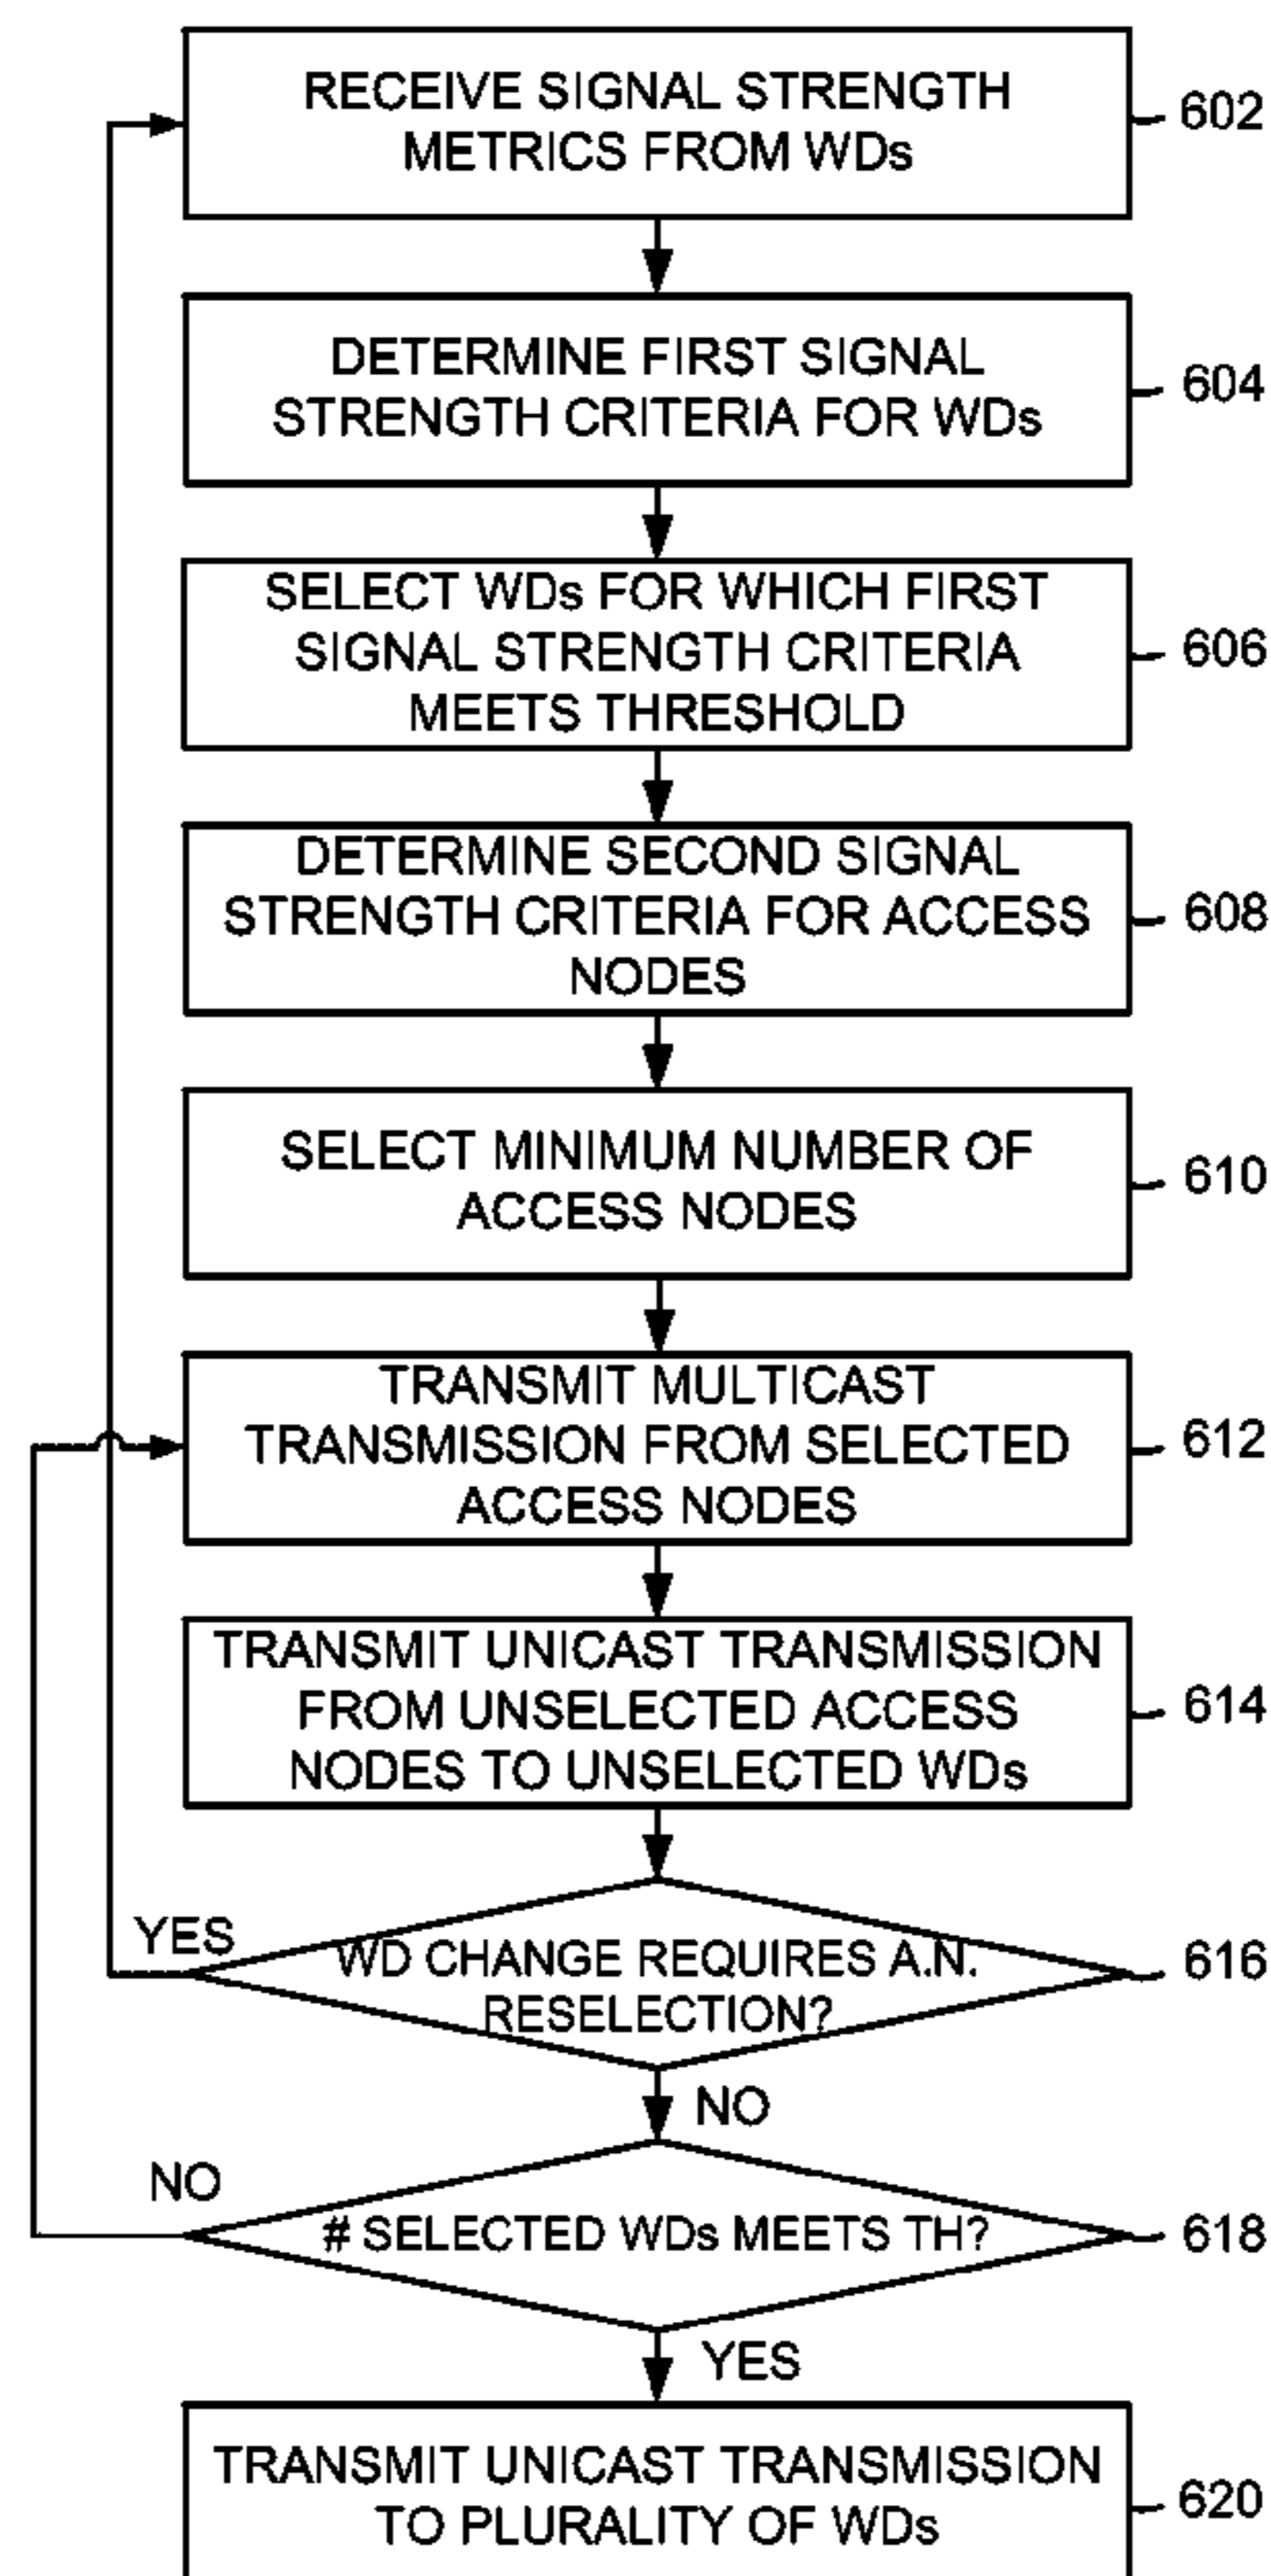 RECEIVE SIGNAL STRENGTH
METRICS FROM WDs
602
DETERMINE FIRST SIGNAL
STRENGTH CRITERIA FOR WDs
604
SELECT WDs FOR WHICH FIRST
SIGNAL STRENGTH CRITERIA
MEETS THRESHOLD
606
DETERMINE SECOND SIGNAL
STRENGTH CRITERIA FOR ACCESS
NODES
608
SELECT MINIMUM NUMBER OF
ACCESS NODES
610
TRANSMIT MULTICAST
TRANSMISSION FROM SELECTED
ACCESS NODES
612
TRANSMIT UNICAST TRANSMISSION
FROM UNSELECTED ACCESS
NODES TO UNSELECTED WDs
614
YES
WD CHANGE REQUIRES A.N.
RESELECTION?
616
NO
NO
# SELECTED WDs MEETS TH?
618
YES
TRANSMIT UNICAST TRANSMISSION
TO PLURALITY OF WDs
620